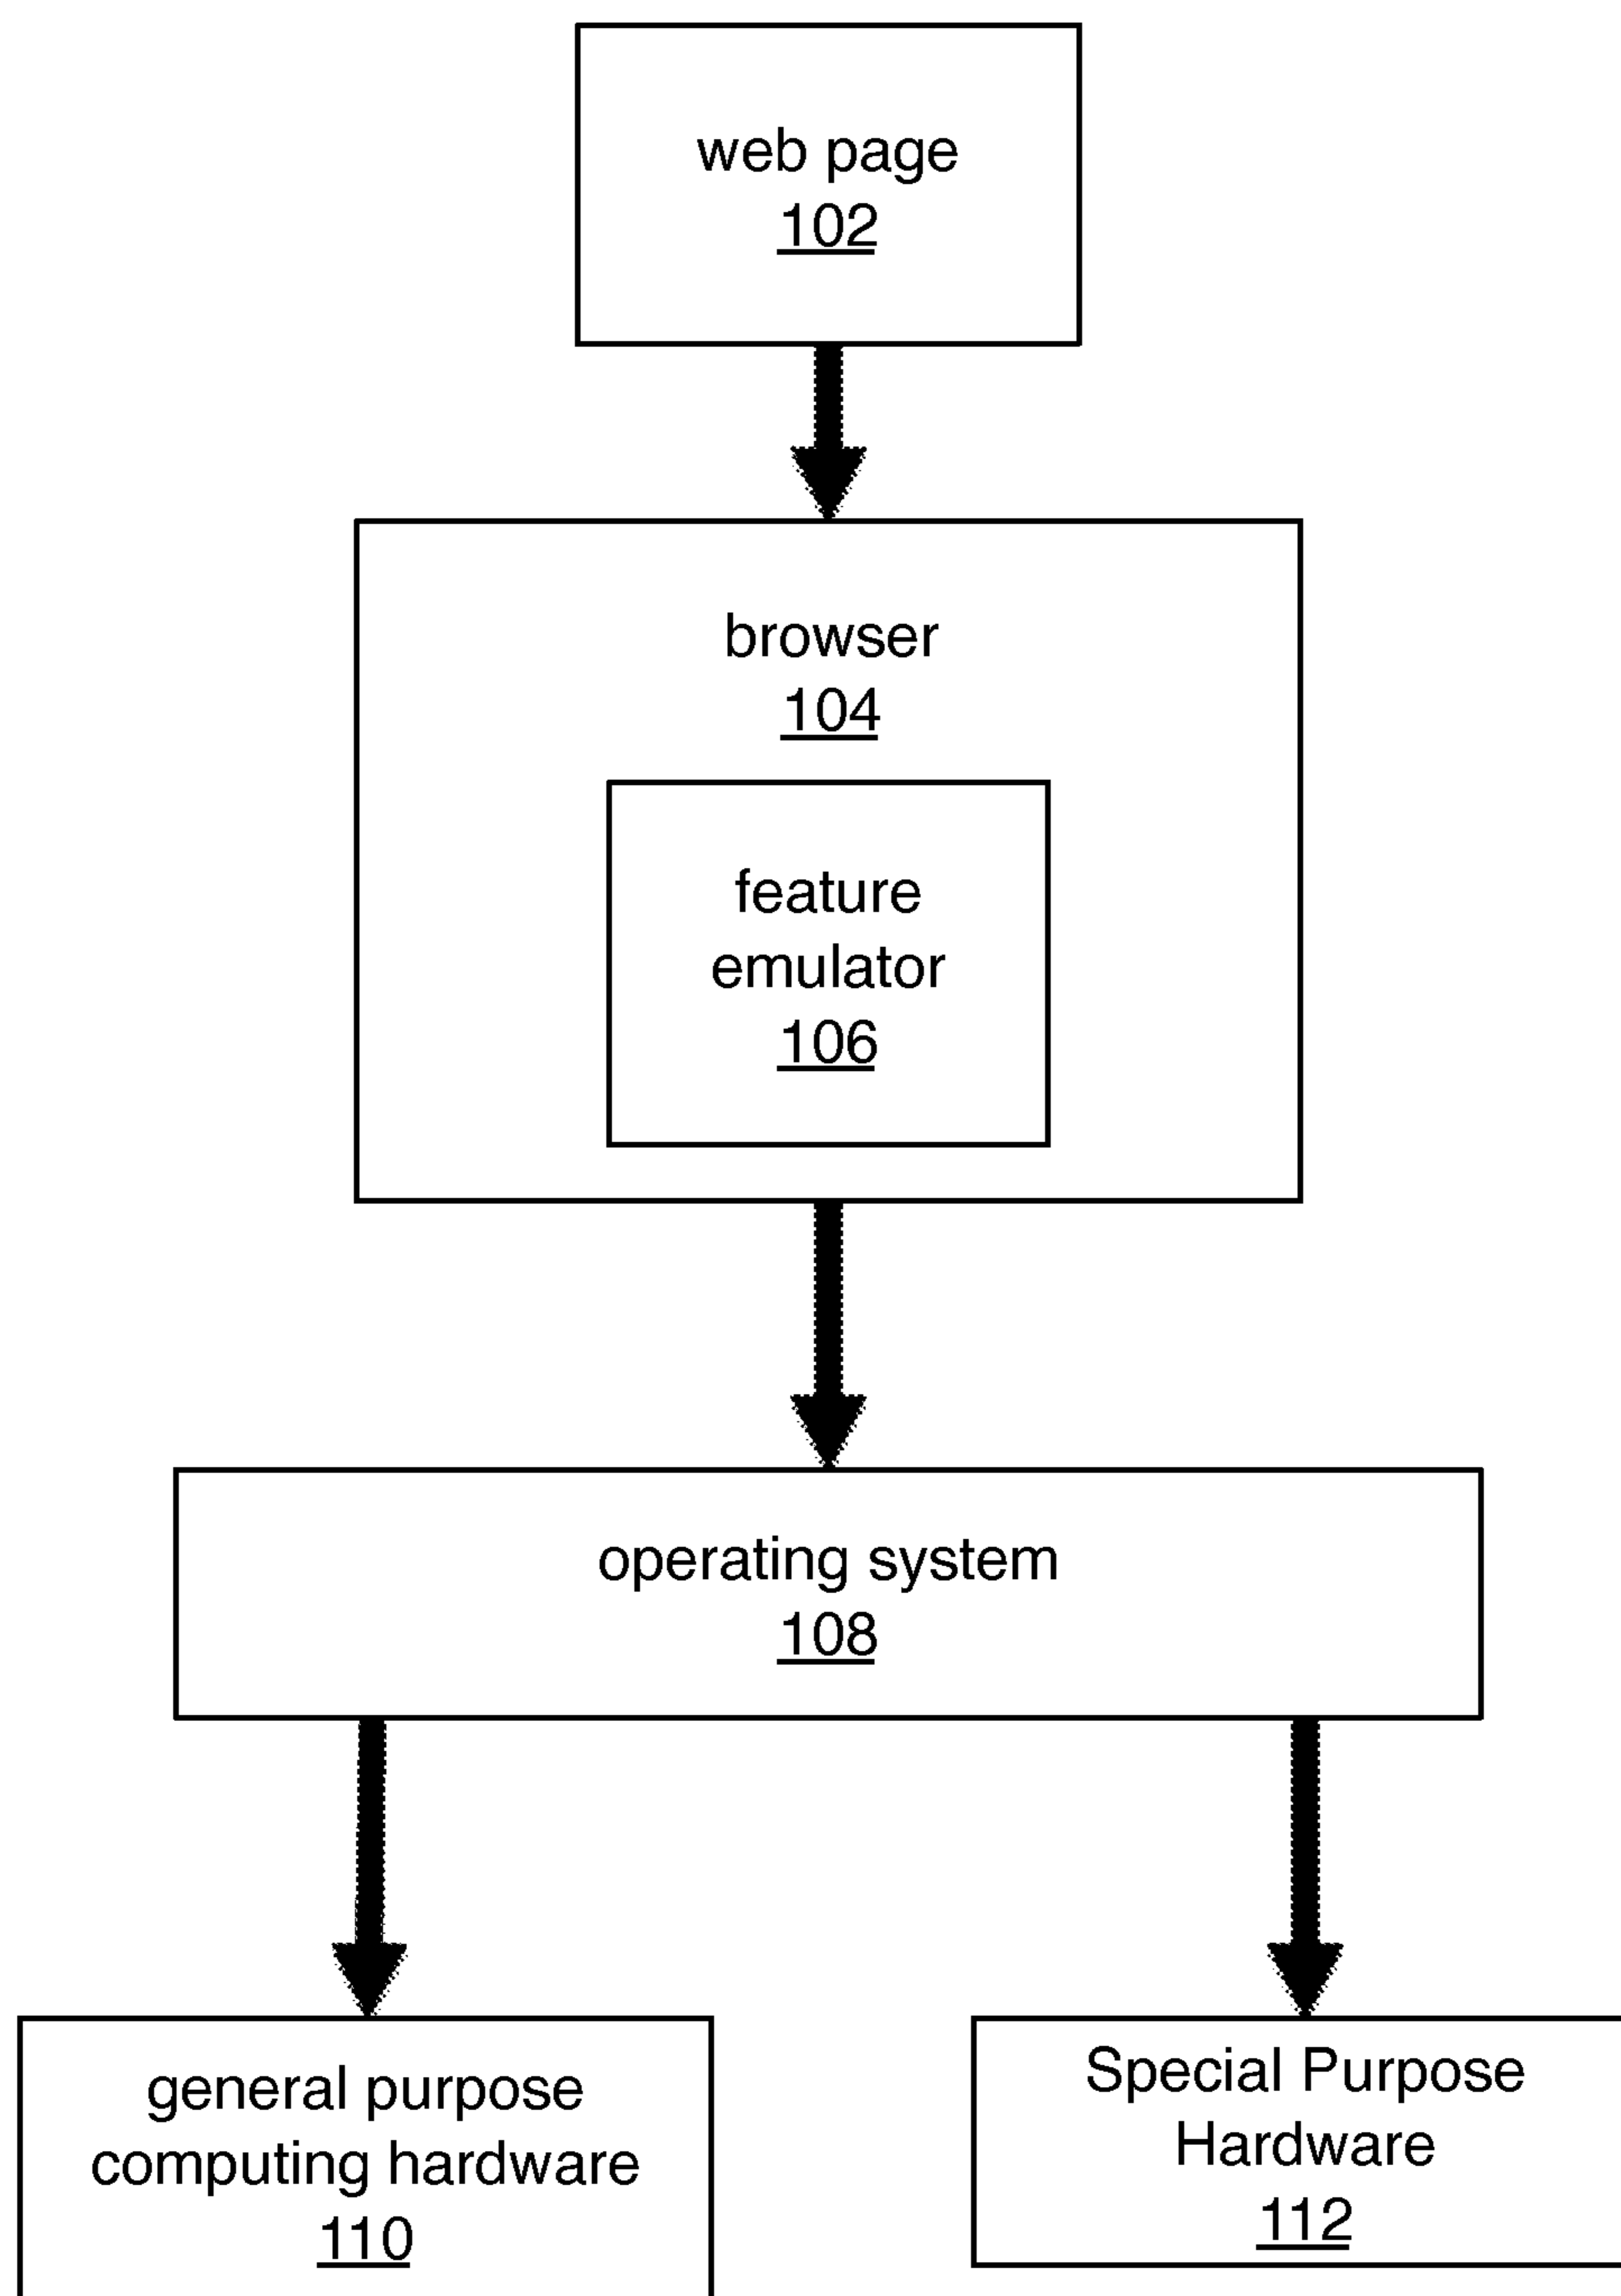 web page
102
browser
104
feature
emulator
106
operating system
108
general purpose
computing hardware
110
Special Purpose
Hardware
112